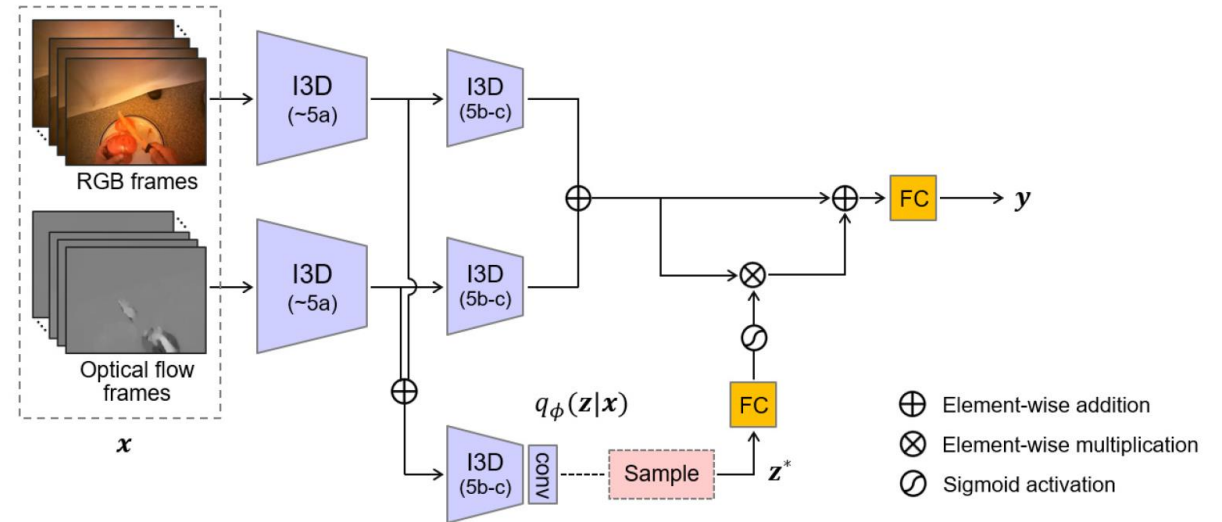 RGB frames
Optical flow
frames
x
I3D
(~5a)
I3D
(5b-c)
I3D
(~5a)
I3D
(5b-c)
FC
y
qϕ(z|x)
FC
I3D
(5b-c)
conv
Sample
z*
Element-wise addition
Element-wise multiplication
Sigmoid activation